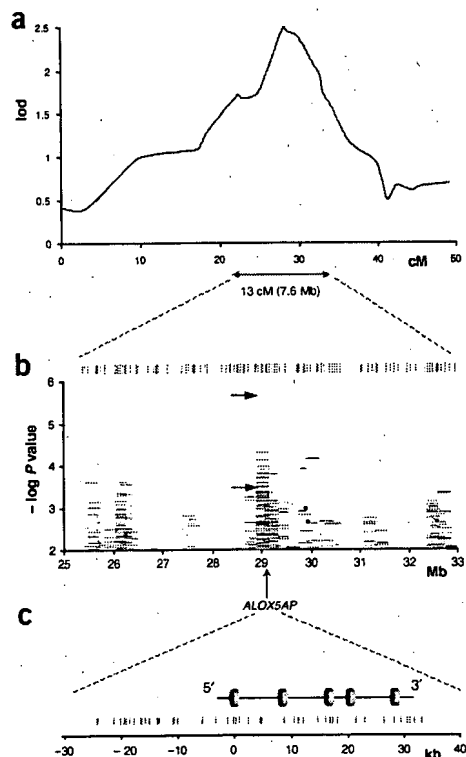 a
2.5
2
1.5
1
0.5
0
lod
0 10 20 30 40 50
cM
13 cM (7.6 Mb)
b
6
5
4
3
2
– log P value
25 26 27 28 29 30 31 32 33
Mb
ALOX5AP
c
5′ 3′
–30 –20 –10 0 10 20 30 40
kb